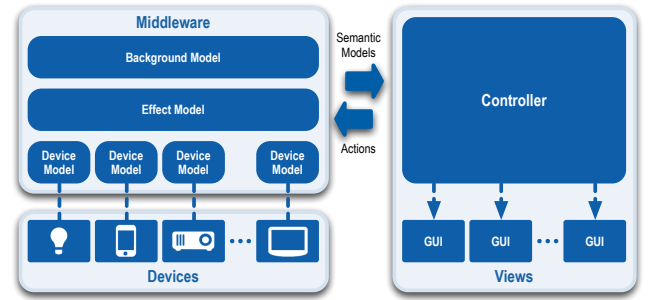 Middleware
Background Model
Effect Model
Device Model
Device Model
Device Model
Device Model
Devices
Semantic
Models
Actions
Controller
GUI
GUI
GUI
Views